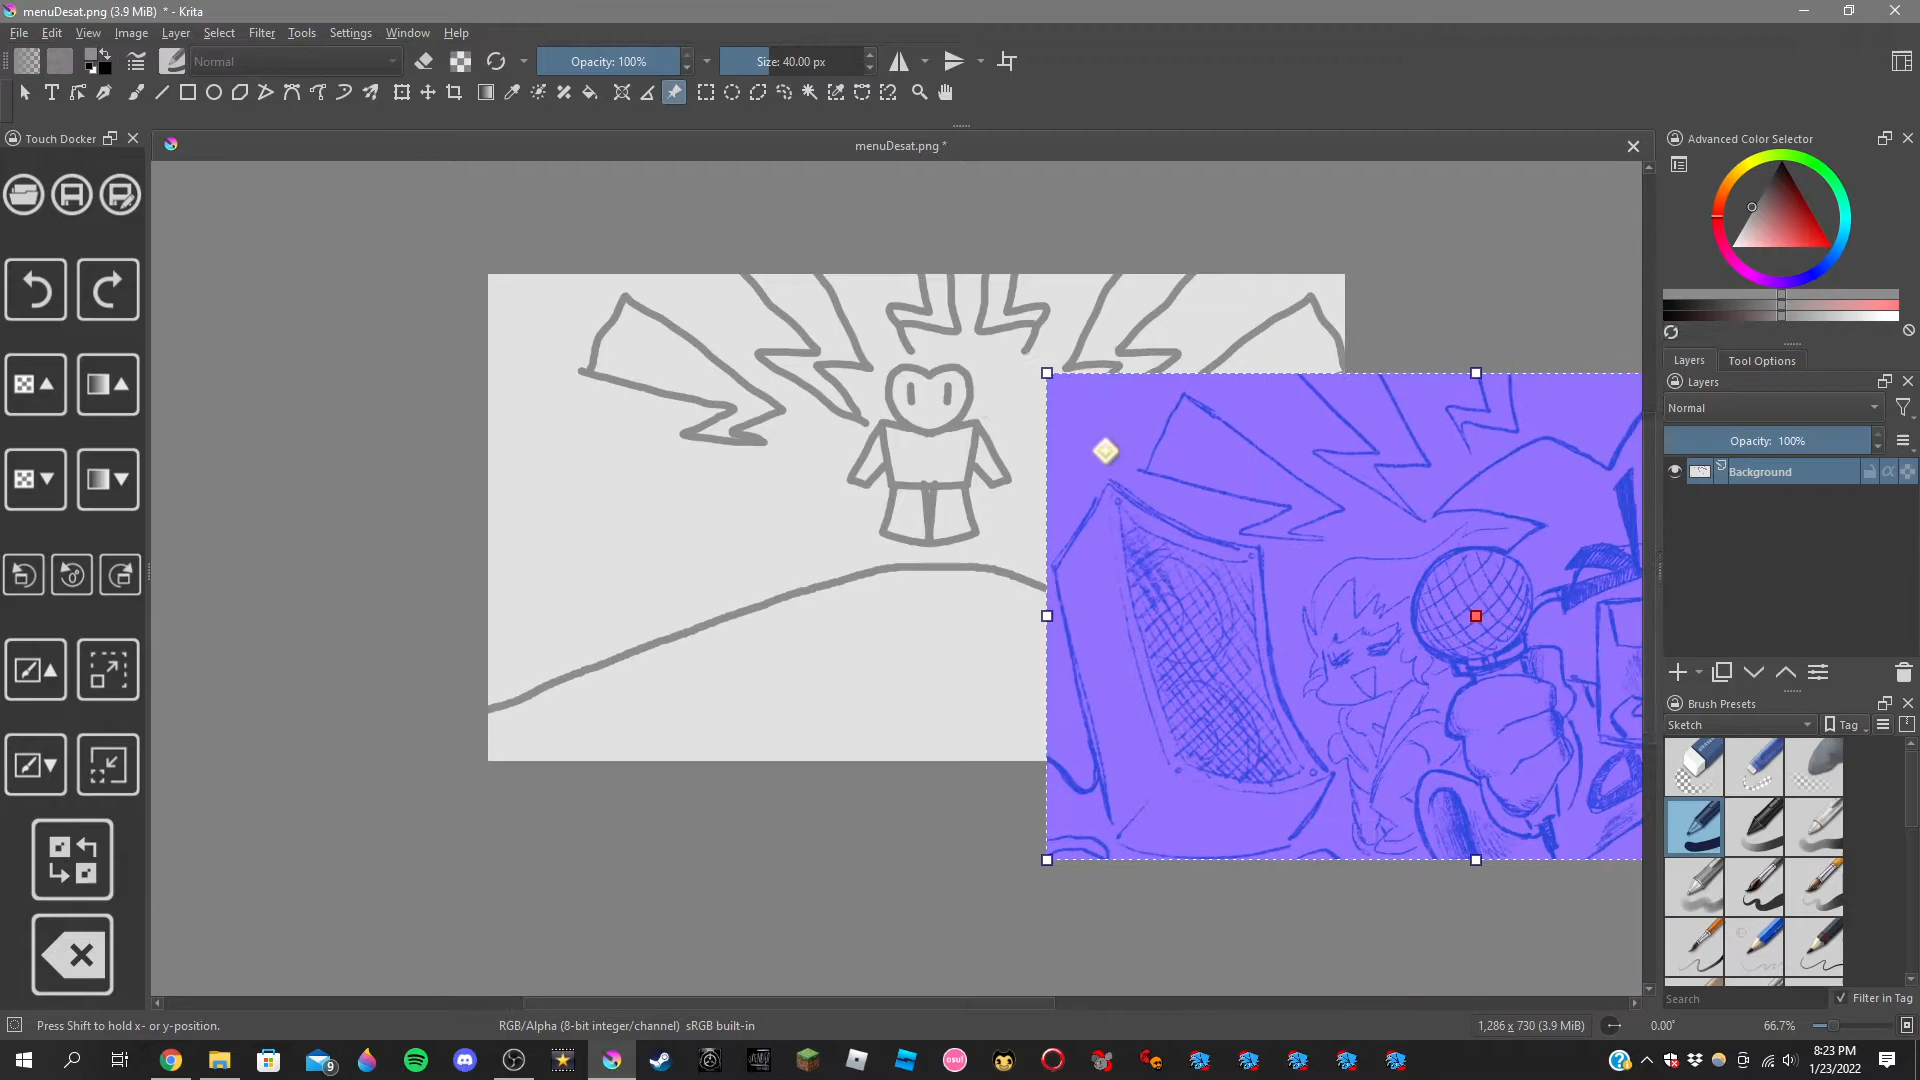 menuDesat.png (3.9 MiB) * - Krita
File Edit View Image Layer Select Filter Tools Settings Window Help
Normal Opacity: 100% Size: 40.00 px
Touch Docker
menuDesat.png *
Advanced Color Selector
Layers Tool Options
Layers
Normal
Opacity: 100%
Background
Brush Presets
Sketch Tag
Search Filter in Tag
Press Shift to hold x- or y-position. RGB/Alpha (8-bit integer/channel) sRGB built-in 1,286 x 730 (3.9 MiB) 0.00° 66.7%
9 osu! 8:23 PM
1/23/2022